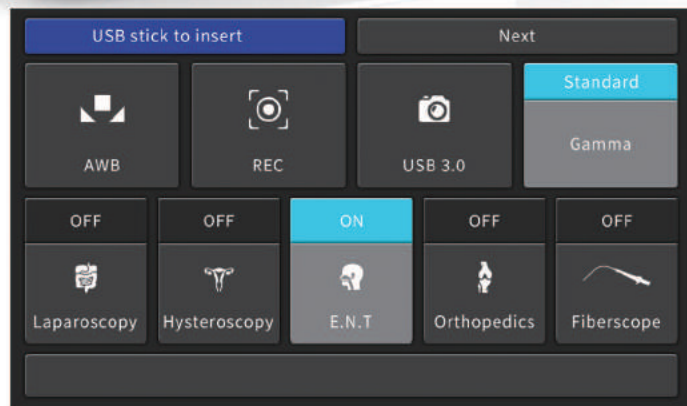 USB stick to insert
Next
AWB
REC
USB 3.0
Standard
Gamma
OFF
OFF
ON
OFF
OFF
Laparoscopy
Hysteroscopy
E.N.T
Orthopedics
Fiberscope